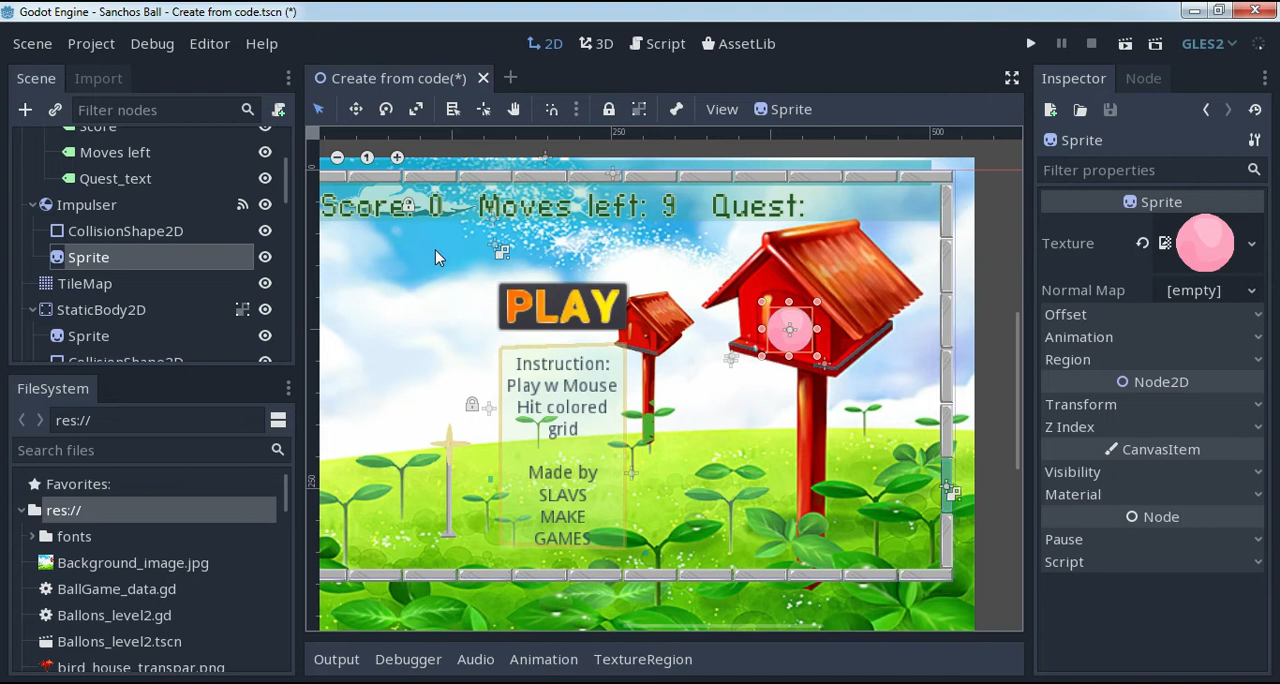 Godot Engine - Sanchos Ball - Create from code.tscn (*)
Scene Project Debug Editor Help
2D 3D Script AssetLib
GLES2
Scene Import
Filter nodes
Score
Moves left
Quest_text
Impulser
CollisionShape2D
Sprite
TileMap
StaticBody2D
Sprite
CollisionShape2D
FileSystem
res://
Search files
Favorites:
res://
fonts
Background_image.jpg
BallGame_data.gd
Ballons_level2.gd
Ballons_level2.tscn
bird_house_transpar.png
Create from code(*)
View Sprite
250 500
0
250
1
Score: 0 Moves left: 9 Quest:
PLAY
Instruction:
Play w Mouse
Hit colored
grid
Made by
SLAVS
MAKE
GAMES
Output Debugger Audio Animation TextureRegion
Inspector Node
Sprite
Filter properties
Sprite
Texture
Normal Map [empty]
Offset
Animation
Region
Node2D
Transform
Z Index
CanvasItem
Visibility
Material
Node
Pause
Script